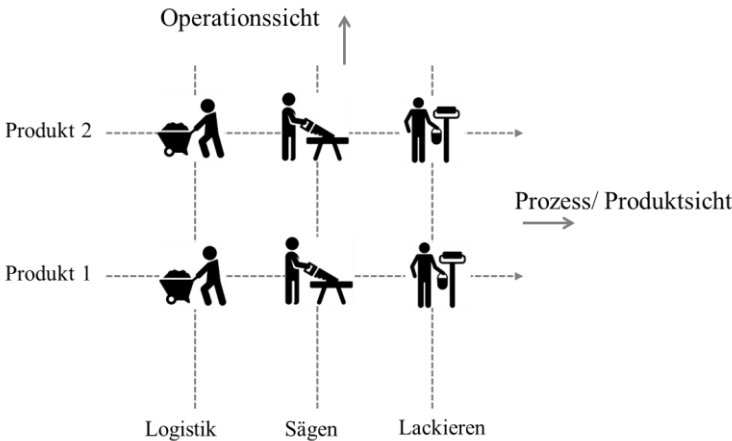 Operationssicht
Produkt 2
Prozess/ Produktsicht
Produkt 1
Logistik
Sägen
Lackieren